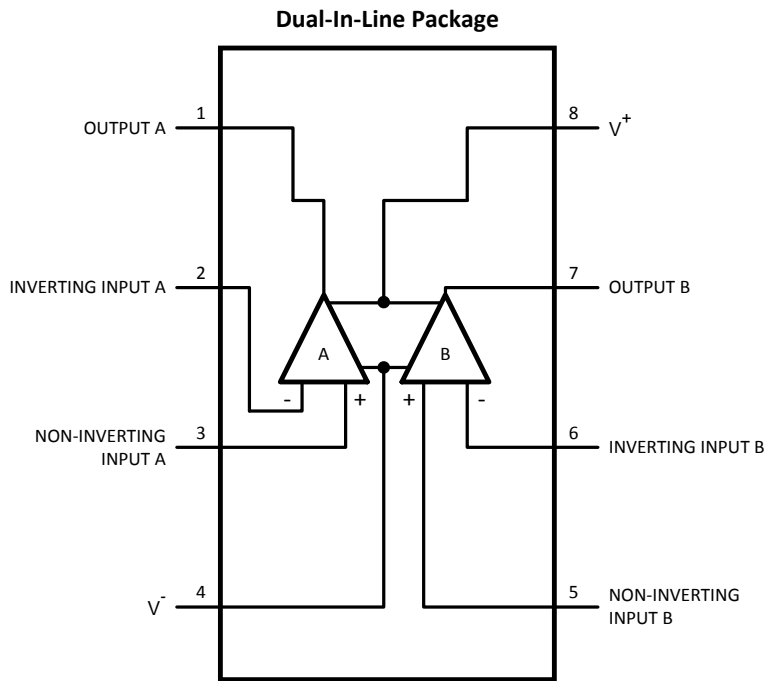 Dual-In-Line Package
1
OUTPUT A
8
V+
2
INVERTING INPUT A
7
OUTPUT B
A
B
-
+
+
-
3
NON-INVERTING
INPUT A
6
INVERTING INPUT B
4
V-
5
NON-INVERTING
INPUT B